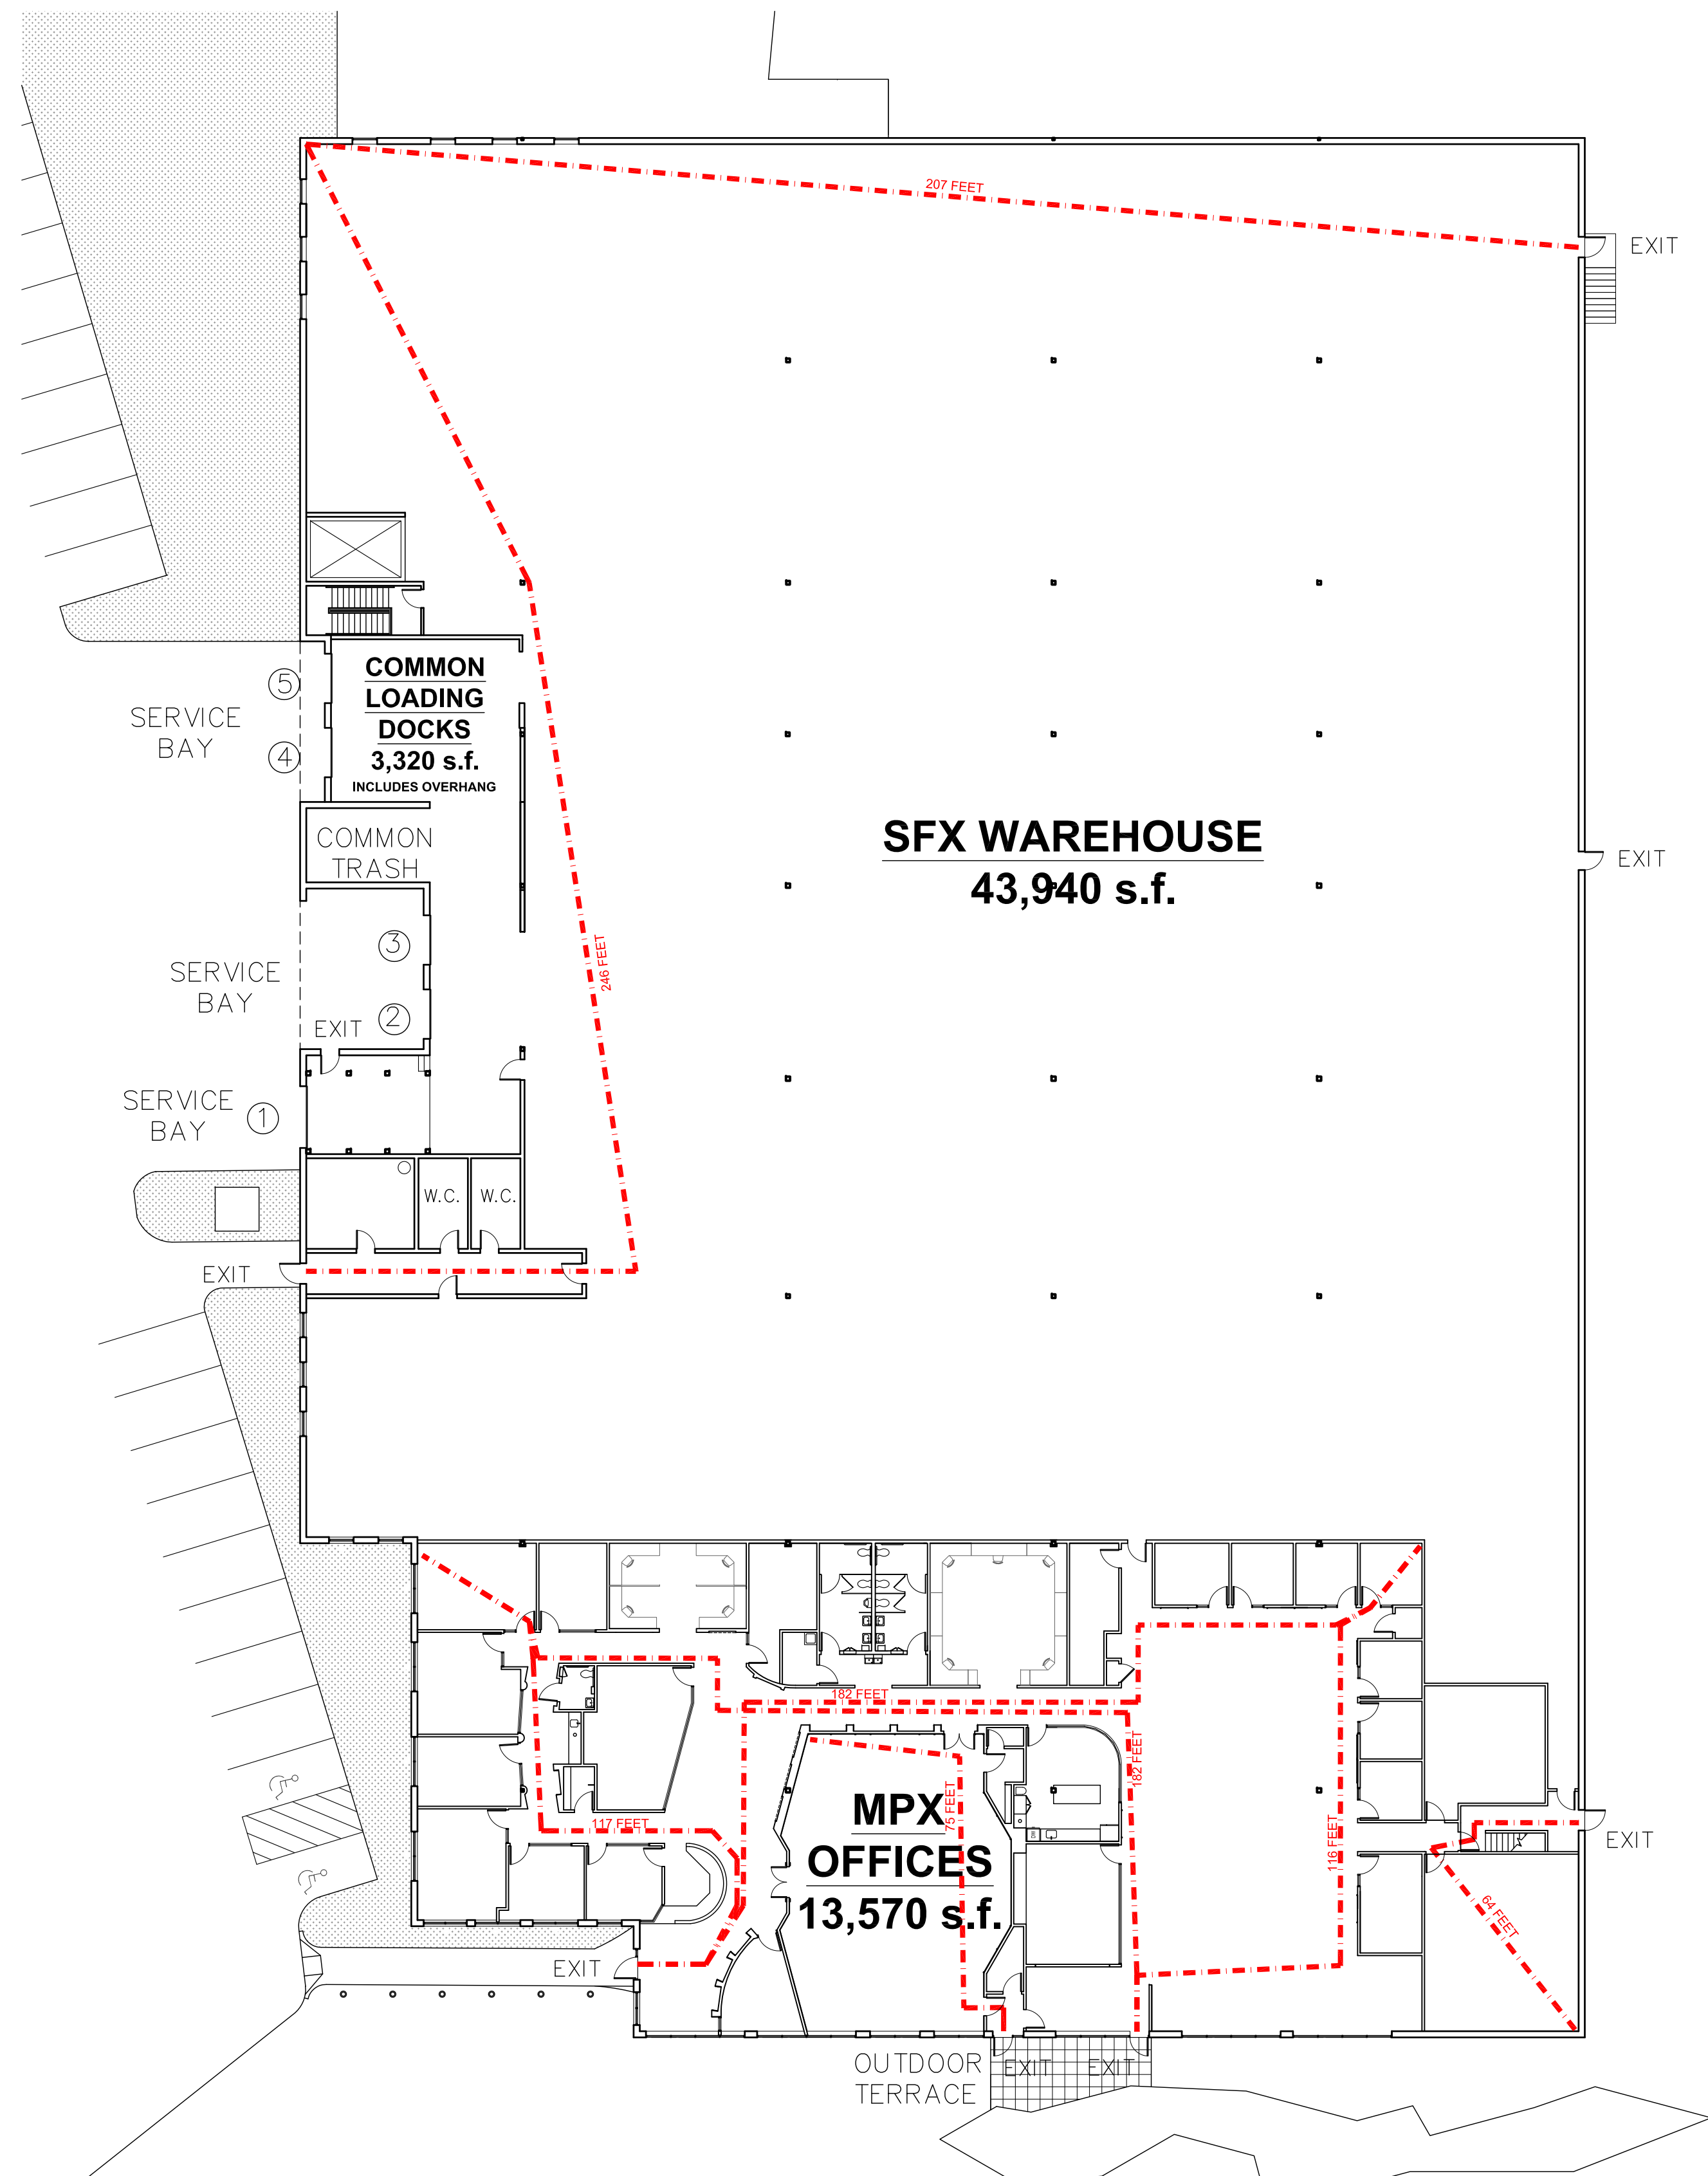 207 FEET
EXIT
COMMON
LOADING
DOCKS
3,320 s.f.
INCLUDES OVERHANG
5
SERVICE
BAY
4
COMMON
TRASH
SFX WAREHOUSE
43,940 s.f.
EXIT
3
SERVICE
BAY
2
EXIT
246 FEET
SERVICE
BAY
1
W.C.
W.C.
EXIT
182 FEET
182 FEET
117 FEET
MPX
OFFICES
13,570 s.f.
75 FEET
116 FEET
EXIT
64 FEET
EXIT
OUTDOOR
TERRACE
EXIT
EXIT